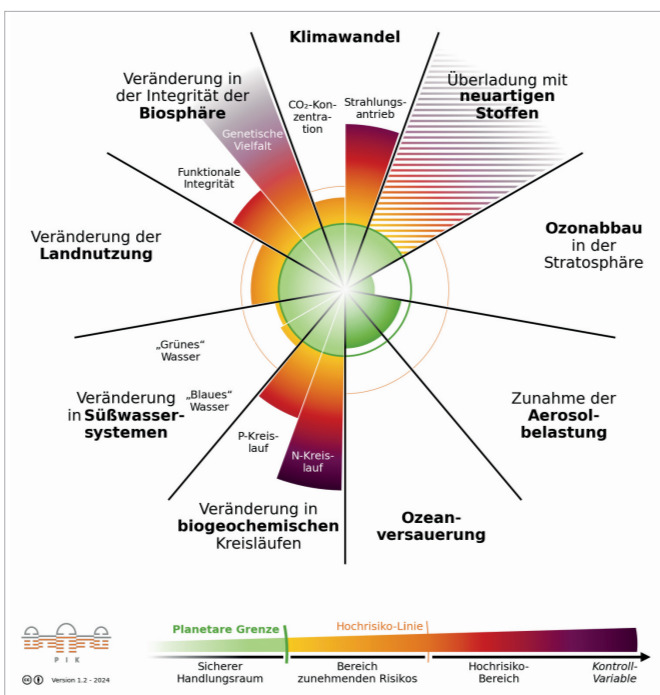 Klimawandel
Veränderung in
der Integrität der
Biosphäre
CO₂-Kon-
zentra-
tion
Strahlungs-
antrieb
Überladung mit
neuartigen
Stoffen
Genetische
Vielfalt
Funktionale
Integrität
Veränderung der
Landnutzung
Ozonabbau
in der
Stratosphäre
„Grünes“
Wasser
Veränderung
in Süßwasser-
systemen
„Blaues“
Wasser
Zunahme der
Aerosol-
belastung
P-Kreis-
lauf
N-Kreis-
lauf
Veränderung in
biogeochemischen
Kreisläufen
Ozean-
versauerung
Planetare Grenze
Hochrisiko-Linie
PIK
Sicherer
Handlungsraum
Bereich
zunehmenden Risikos
Hochrisiko-
Bereich
Kontroll-
Variable
cc
Version 1.2 - 2024